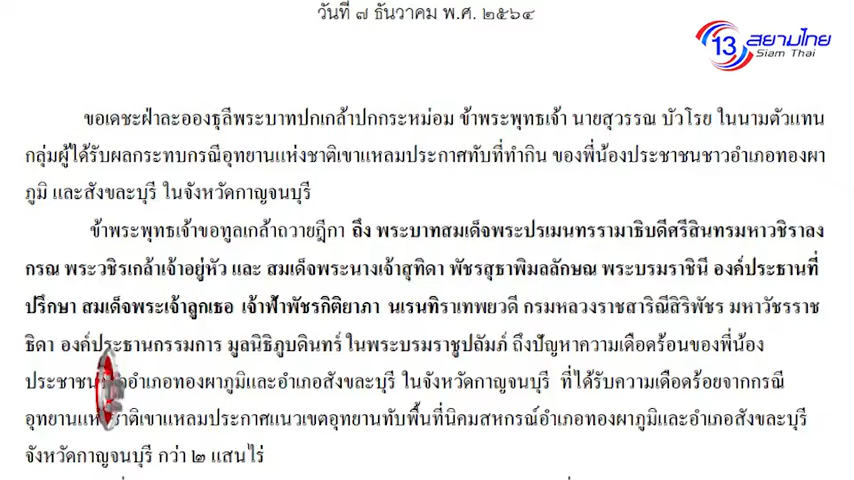 วันที่ ๗ ธันวาคม พ.ศ. ๒๕๖๔
13 สยามไทย
Siam Thai
ขอเดชะฝ่าละอองธุลีพระบาทปกเกล้าปกกระหม่อม ข้าพระพุทธเจ้า นายสุวรรณ บัวโรย ในนามตัวแทน
กลุ่มผู้ได้รับผลกระทบกรณีอุทยานแห่งชาติเขาแหลมประกาศทับที่ทำกิน ของพี่น้องประชาชนชาวอำเภอทองผา
ภูมิ และสังขละบุรี ในจังหวัดกาญจนบุรี
ข้าพระพุทธเจ้าขอทูลเกล้าถวายฎีกา ถึง พระบาทสมเด็จพระปรเมนทรรามาธิบดีศรีสินทรมหาวชิราลง
กรณ พระวชิรเกล้าเจ้าอยู่หัว และ สมเด็จพระนางเจ้าสุทิดา พัชรสุธาพิมลลักษณ พระบรมราชินี องค์ประธานที่
ปรึกษา สมเด็จพระเจ้าลูกเธอ เจ้าฟ้าพัชรกิติยาภา นเรนทิราเทพยวดี กรมหลวงราชสาริณีสิริพัชร มหาวัชรราช
ธิดา องค์ประธานกรรมการ มูลนิธิภูบดินทร์ ในพระบรมราชูปถัมภ์ ถึงปัญหาความเดือดร้อนของพี่น้อง
ประชาชน อำเภอทองผาภูมิและอำเภอสังขละบุรี ในจังหวัดกาญจนบุรี ที่ได้รับความเดือดร้อยจากกรณี
อุทยานแห่งชาติเขาแหลมประกาศแนวเขตอุทยานทับพื้นที่นิคมสหกรณ์อำเภอทองผาภูมิและอำเภอสังขละบุรี
จังหวัดกาญจนบุรี กว่า ๒ แสนไร่